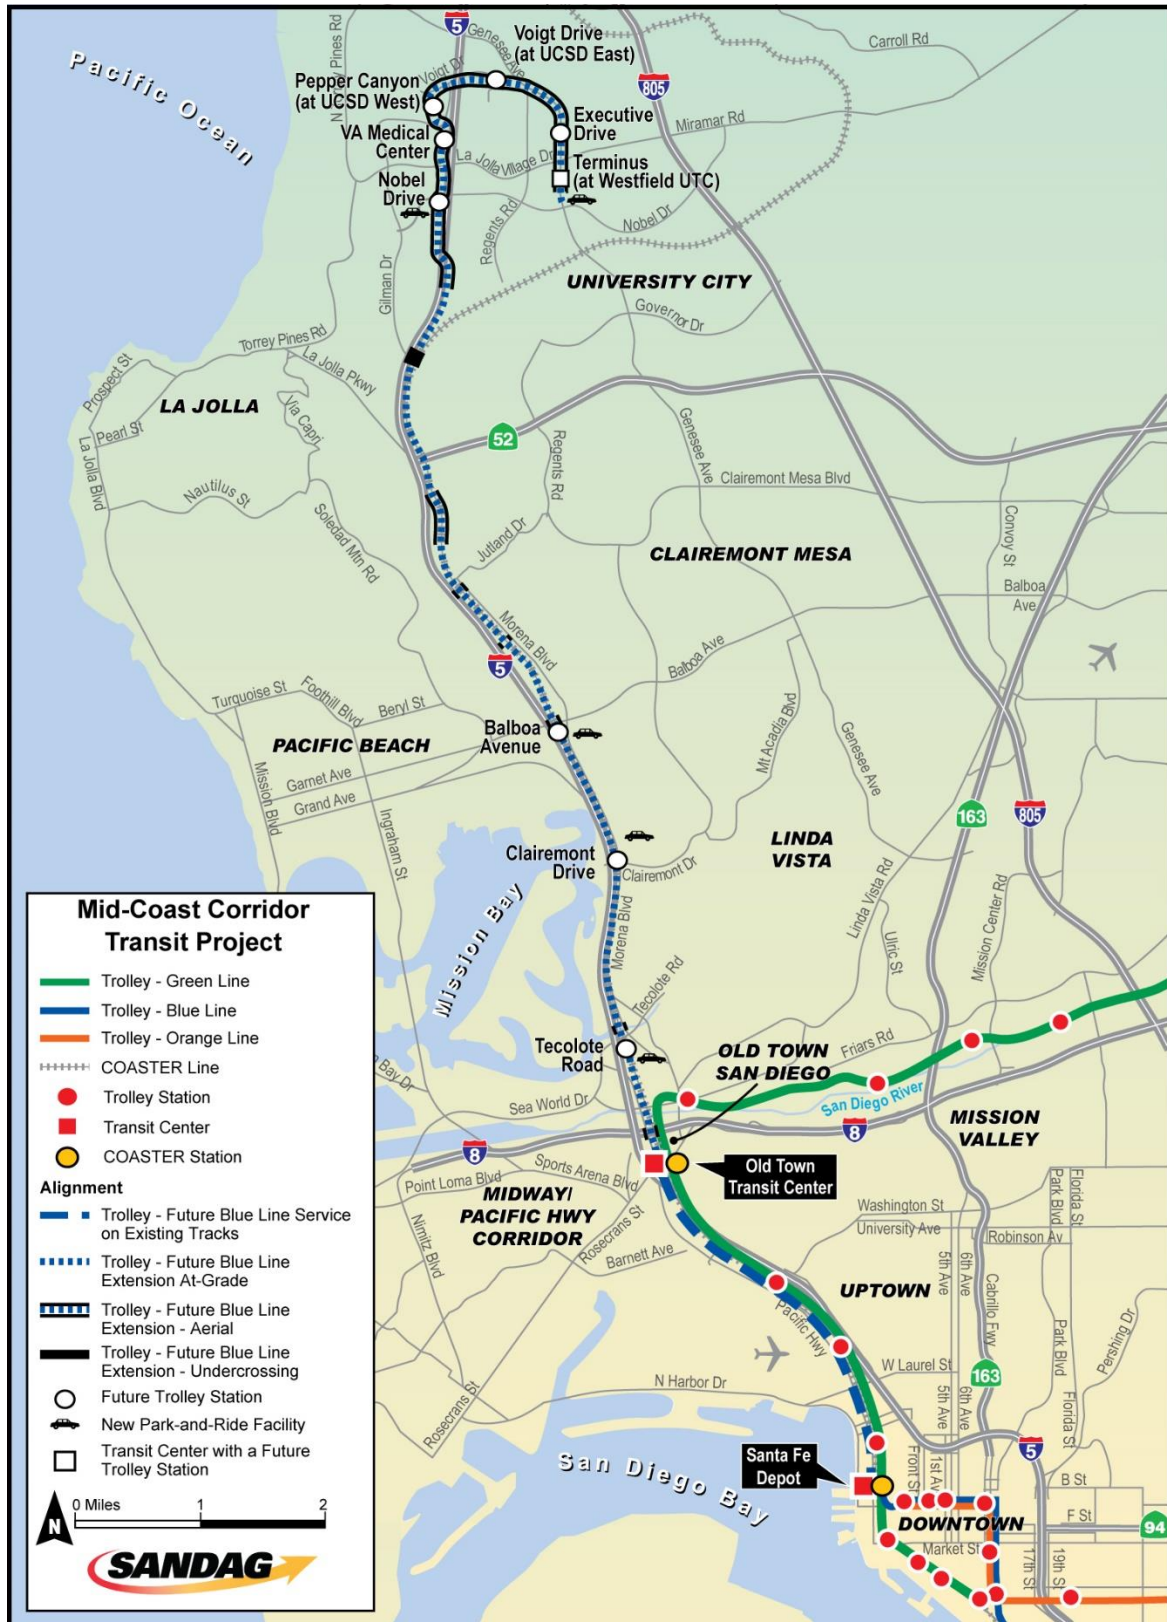 Pacific Ocean
N Torrey Pines Rd
5
Genesee Ave
Voigt Drive
(at UCSD East)
Carroll Rd
805
Voigt Dr
Pepper Canyon
(at UCSD West)
Executive
Drive
Miramar Rd
VA Medical
Center
La Jolla Village Dr
Terminus
(at Westfield UTC)
Nobel
Drive
Regents Rd
Nobel Dr
Gilman Dr
UNIVERSITY CITY
Governor Dr
Torrey Pines Rd
La Jolla Pkwy
Prospect St
LA JOLLA
Via Capri
Pearl St
La Jolla Blvd
52
Regents Rd
Genesee Ave
Nautilus St
Clairemont Mesa Blvd
Soledad Mtn Rd
Jutland Dr
Convoy St
CLAIREMONT MESA
Balboa
Ave
Morena Blvd
5
Balboa Ave
Turquoise St
Foothill Blvd
Beryl St
Mt Acadia Blvd
Genesee Ave
PACIFIC BEACH
Balboa
Avenue
Mission Blvd
Garnet Ave
Grand Ave
Ingraham St
163
805
LINDA
VISTA
Clairemont
Drive
Clairemont Dr
Linda Vista Rd
Mission Center Rd
Mission Bay
Morena Blvd
Ulric St
Tecolote Rd
Tecolote
Road
OLD TOWN
SAN DIEGO
Friars Rd
Bay Dr
Sea World Dr
San Diego River
MISSION
VALLEY
8
8
Sports Arena Blvd
Point Loma Blvd
Old Town
Transit Center
MIDWAY/
PACIFIC HWY
CORRIDOR
Rosecrans St
Barnett Ave
Nimitz Blvd
Washington St
University Ave
Robinson Av
Park Blvd
Florida St
5th Ave
6th Ave
Cabrillo Fwy
UPTOWN
Pacific Hwy
Park Blvd
Pershing Dr
W Laurel St
163
N Harbor Dr
5th Ave
6th Ave
Florida St
Rosecrans St
San Diego Bay
Santa Fe
Depot
Front St
1st Ave
5
B St
F St
94
DOWNTOWN
Market St
17th St
19th St
Mid-Coast Corridor
Transit Project
Trolley - Green Line
Trolley - Blue Line
Trolley - Orange Line
COASTER Line
Trolley Station
Transit Center
COASTER Station
Alignment
Trolley - Future Blue Line Service
on Existing Tracks
Trolley - Future Blue Line
Extension At-Grade
Trolley - Future Blue Line
Extension - Aerial
Trolley - Future Blue Line
Extension - Undercrossing
Future Trolley Station
New Park-and-Ride Facility
Transit Center with a Future
Trolley Station
N
0 Miles 1 2
SANDAG